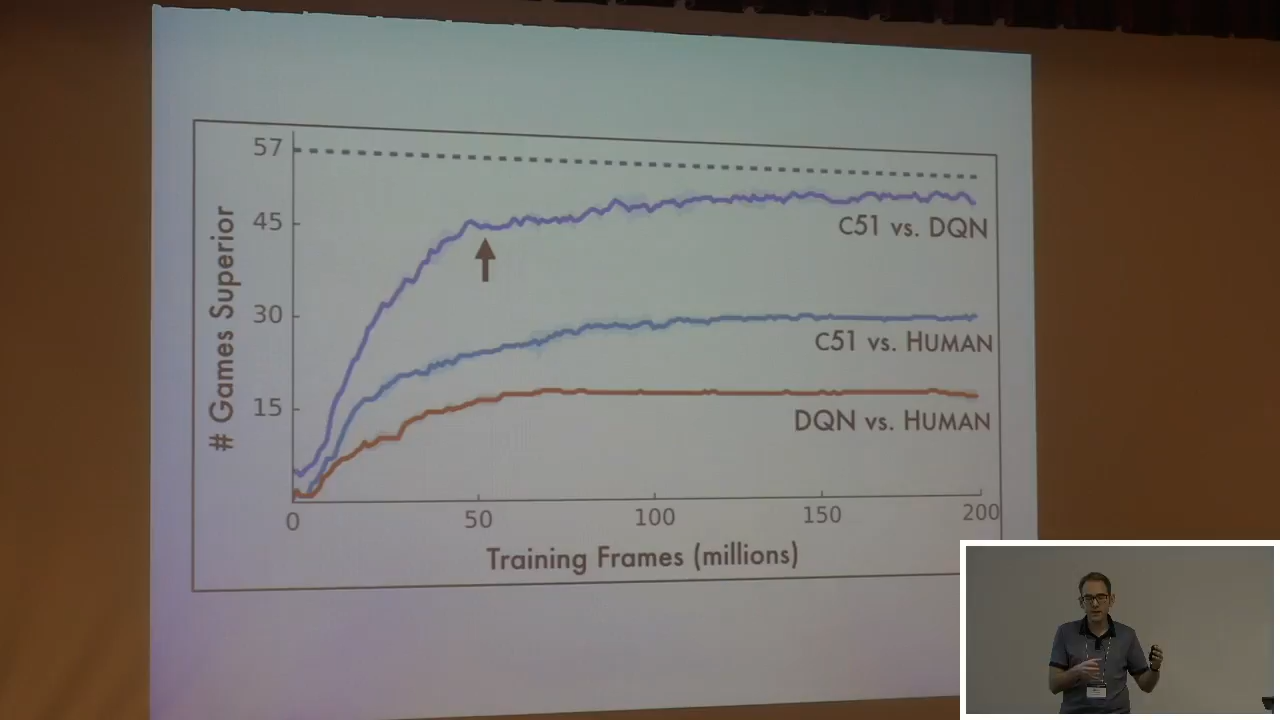 57
45
30
15
# Games Superior
C51 vs. DQN
C51 vs. HUMAN
DQN vs. HUMAN
0 50 100 150 200
Training Frames (millions)